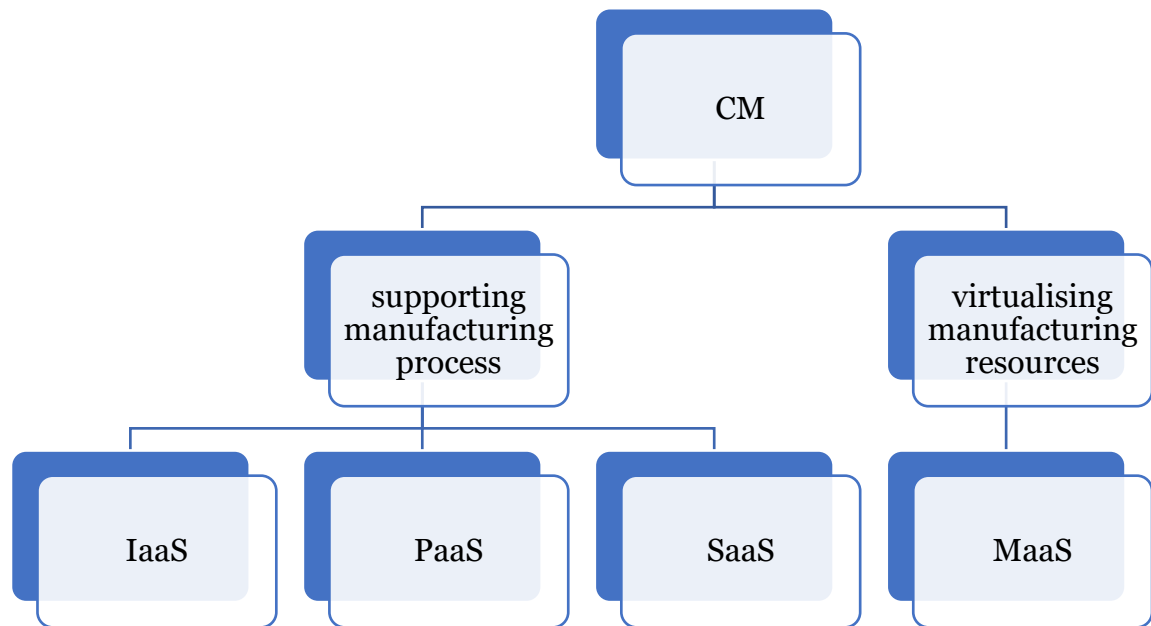 CM
supporting
manufacturing
process
virtualising
manufacturing
resources
IaaS
PaaS
SaaS
MaaS